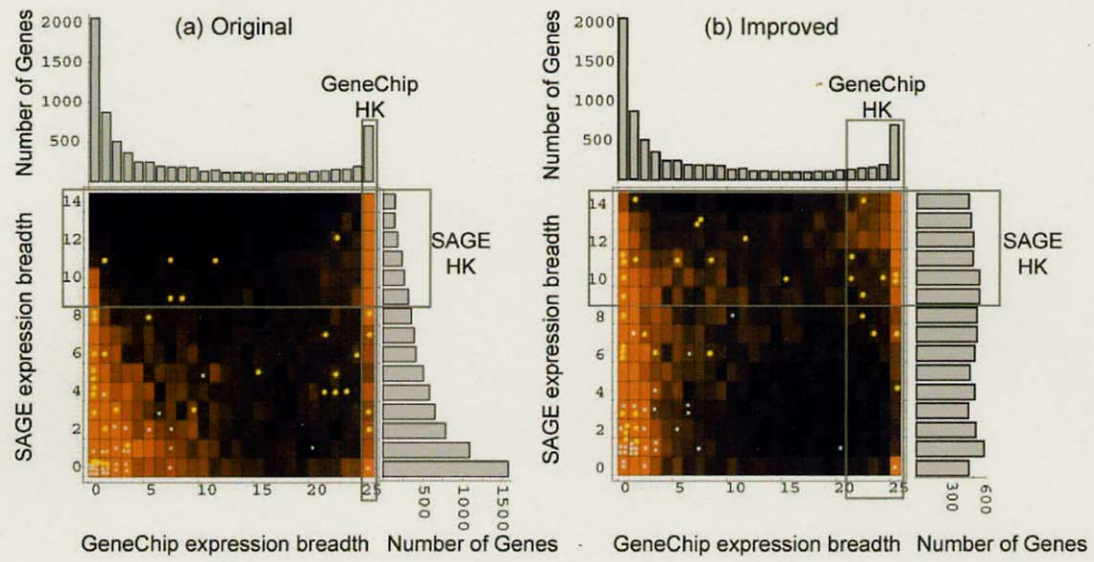 (a) Original
Number of Genes
2000
1500
1000
500
GeneChip
HK
SAGE expression breadth
14
12
10
8
6
4
2
0
SAGE
HK
0 5 10 15 20 25
500 1000 1500
GeneChip expression breadth
Number of Genes
(b) Improved
Number of Genes
2000
1500
1000
500
GeneChip
HK
SAGE expression breadth
14
12
10
8
6
4
2
0
SAGE
HK
0 5 10 15 20 25
300 600
GeneChip expression breadth
Number of Genes